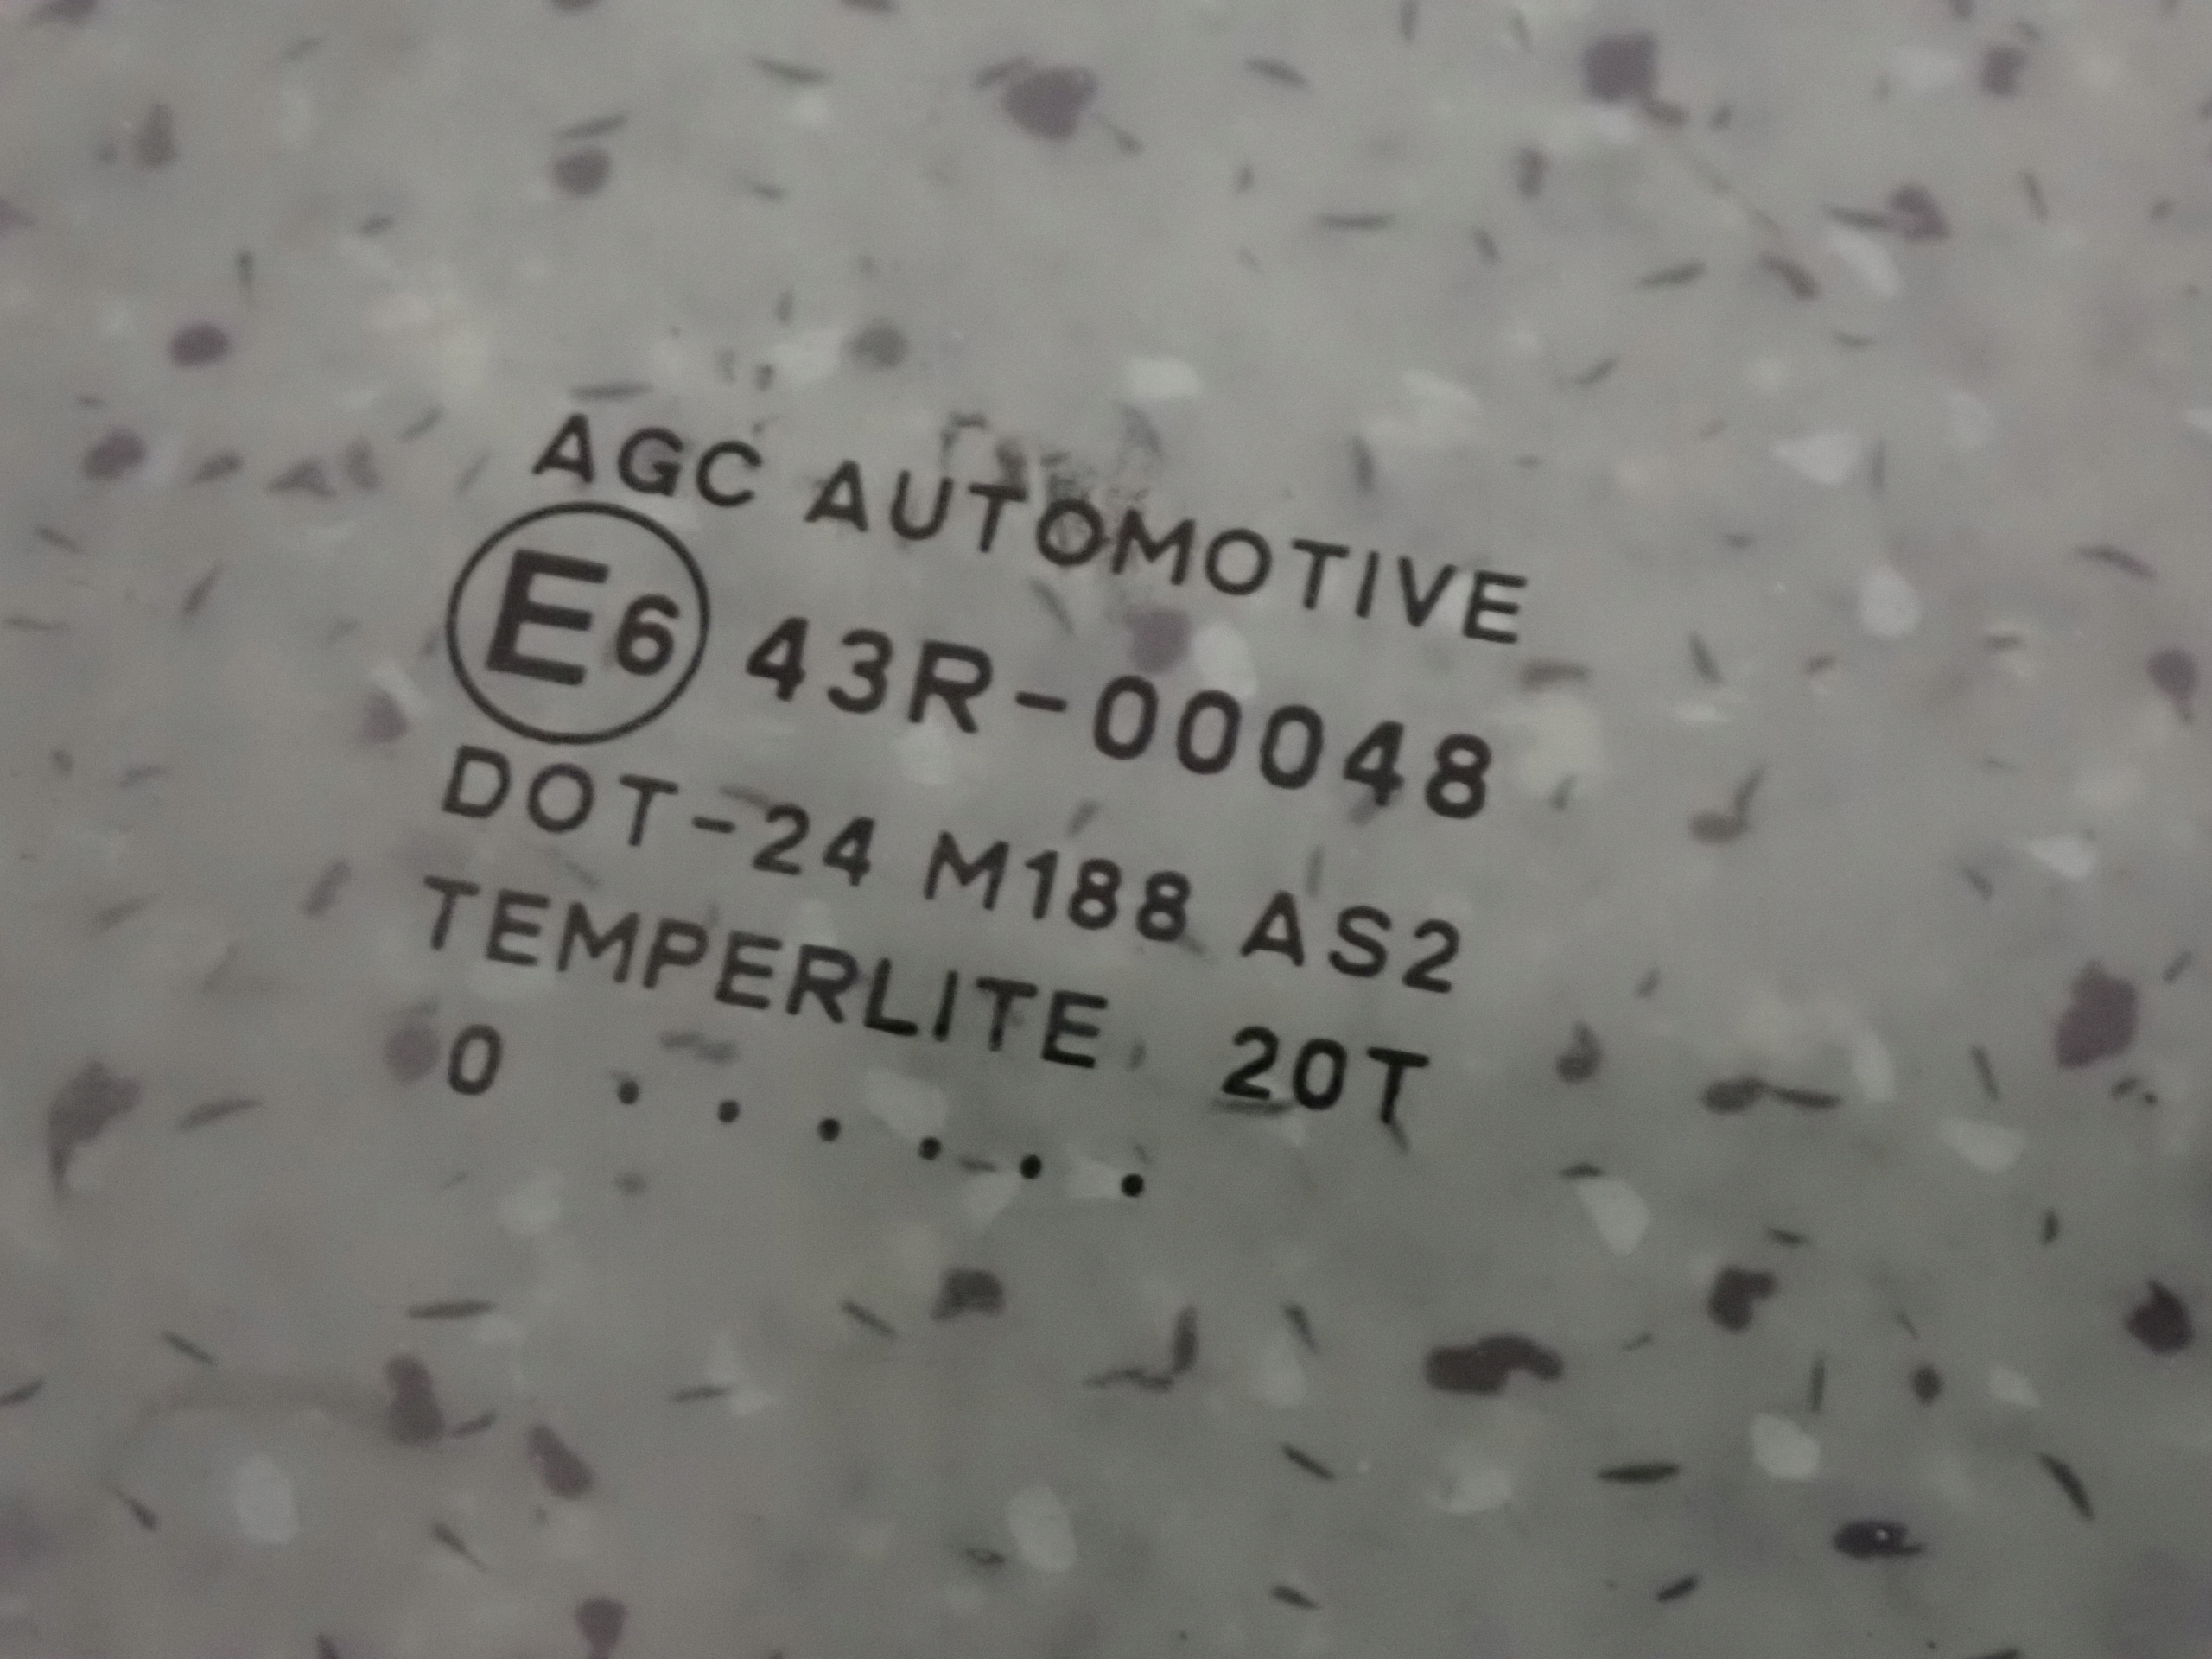 AGC AUTOMOTIVE
E6 43R-00048
DOT-24 M188 AS2
TEMPERLITE 20T
0 . . . . . .